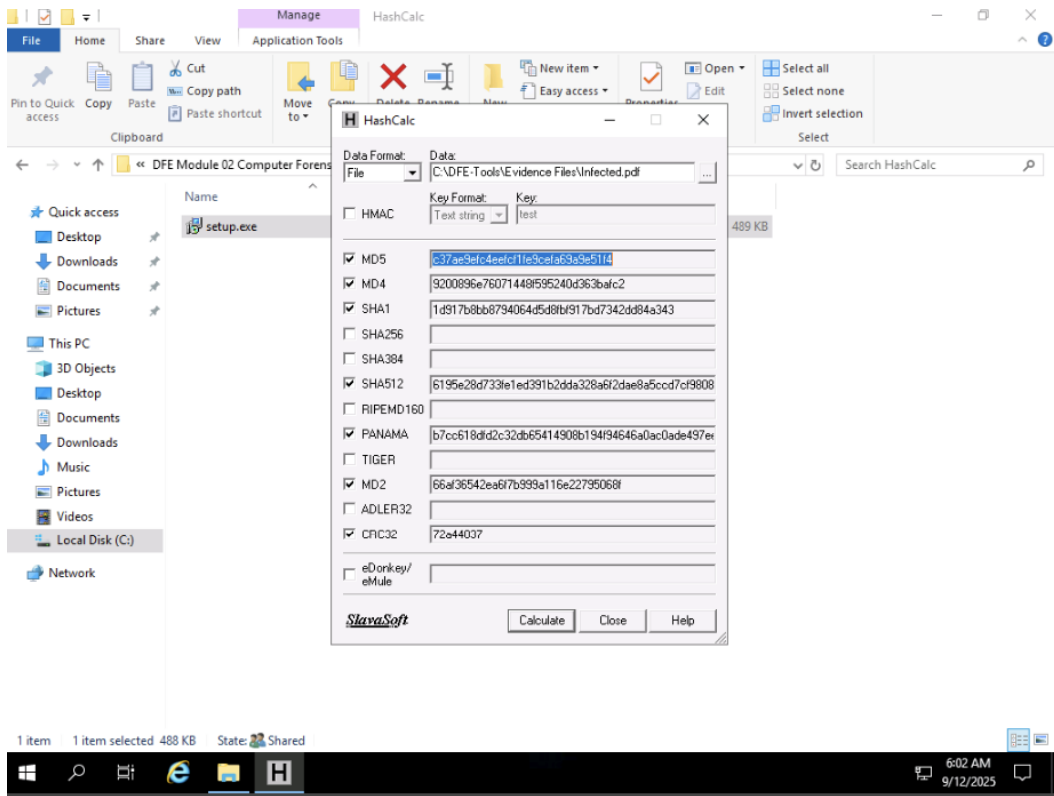 Manage
HashCalc
File
Home
Share
View
Application Tools
Pin to Quick access
Copy
Paste
Cut
Copy path
Paste shortcut
Clipboard
Move to
Copy
Delete
Rename
New
New item
Easy access
Properties
Open
Edit
Select all
Select none
Invert selection
Select
« DFE Module 02 Computer Forens
Search HashCalc
Quick access
Desktop
Downloads
Documents
Pictures
This PC
3D Objects
Desktop
Documents
Downloads
Music
Pictures
Videos
Local Disk (C:)
Network
Name
setup.exe
489 KB
H HashCalc
Data Format:
Data:
File
C:\DFE-Tools\Evidence Files\Infected.pdf
...
Key Format:
Key:
HMAC
Text string
test
MD5
c37ae9efc4eefcf1fe9cefa69a9e51f4
MD4
9200896e76071448f595240d363bafc2
SHA1
1d917b8bb8794064d5d8fbf917bd7342dd84a343
SHA256
SHA384
SHA512
6195e28d733fe1ed391b2dda328a6f2dae8a5ccd7cf9808
RIPEMD160
PANAMA
b7cc618dfd2c32db65414908b194f94646a0ac0ade497ee
TIGER
MD2
66af36542ea6f7b999a116e22795068f
ADLER32
CRC32
72a44037
eDonkey/
eMule
SlavaSoft
Calculate
Close
Help
1 item
1 item selected 488 KB
State: Shared
H
6:02 AM
9/12/2025